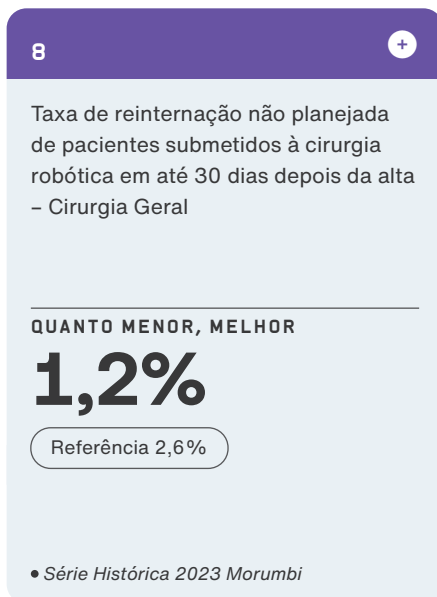 8
+
Taxa de reinternação não planejada
de pacientes submetidos à cirurgia
robótica em até 30 dias depois da alta
– Cirurgia Geral
QUANTO MENOR, MELHOR
1,2%
Referência 2,6%
• Série Histórica 2023 Morumbi